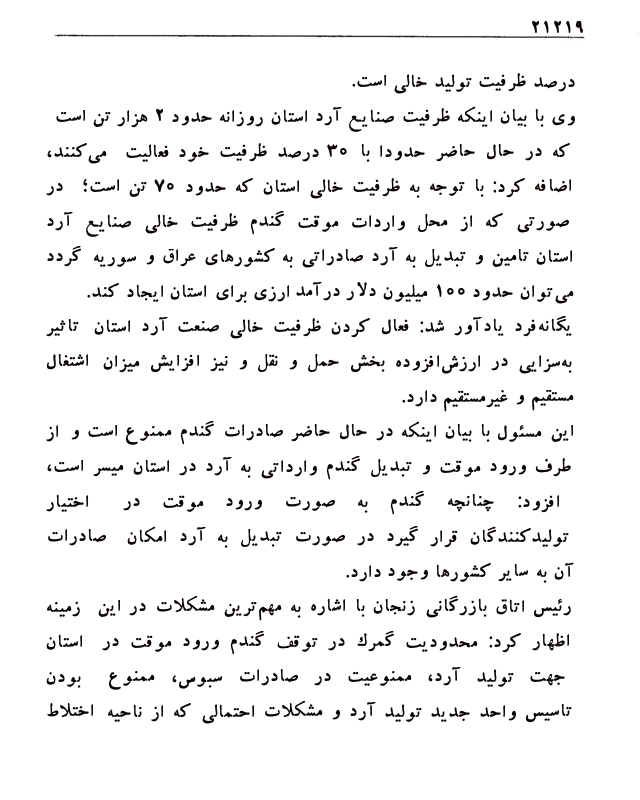 ۲۱۲۱۹
درصد ظرفیت تولید خالی است.
وی با بیان اینکه ظرفیت صنایع آرد استان روزانه حدود ۲ هزار تن است
که در حال حاضر حدودا با ۳۰ درصد ظرفیت خود فعالیت می‌کنند،
اضافه کرد: با توجه به ظرفیت خالی استان که حدود ۷۰ تن است؛ در
صورتی که از محل واردات موقت گندم ظرفیت خالی صنایع آرد
استان تامین و تبدیل به آرد صادراتی به کشورهای عراق و سوریه گردد
می‌توان حدود ۱۰۰ میلیون دلار درآمد ارزی برای استان ایجاد کند.
یگانه‌فرد یادآور شد: فعال کردن ظرفیت خالی صنعت آرد استان تاثیر
به‌سزایی در ارزش‌افزوده بخش حمل و نقل و نیز افزایش میزان اشتغال
مستقیم و غیرمستقیم دارد.
این مسئول با بیان اینکه در حال حاضر صادرات گندم ممنوع است و از
طرف ورود موقت و تبدیل گندم وارداتی به آرد در استان میسر است،
افزود: چنانچه گندم به صورت ورود موقت در اختیار
تولیدکنندگان قرار گیرد در صورت تبدیل به آرد امکان صادرات
آن به سایر کشورها وجود دارد.
رئیس اتاق بازرگانی زنجان با اشاره به مهم‌ترین مشکلات در این زمینه
اظهار کرد: محدودیت گمرك در توقف گندم ورود موقت در استان
جهت تولید آرد، ممنوعیت در صادرات سبوس، ممنوع بودن
تاسیس واحد جدید تولید آرد و مشکلات احتمالی که از ناحیه اختلاط